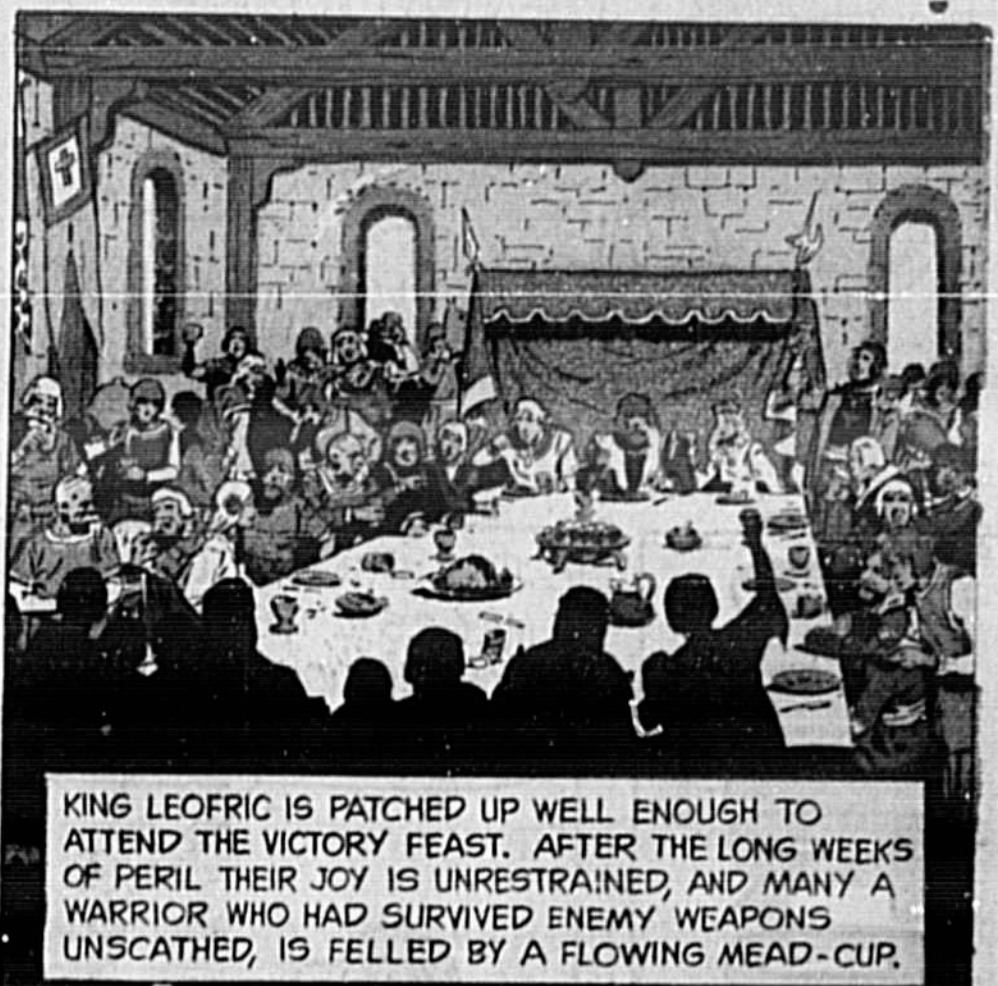 KING LEOFRIC IS PATCHED UP WELL ENOUGH TO
ATTEND THE VICTORY FEAST. AFTER THE LONG WEEKS
OF PERIL THEIR JOY IS UNRESTRAINED, AND MANY A
WARRIOR WHO HAD SURVIVED ENEMY WEAPONS
UNSCATHED, IS FELLED BY A FLOWING MEAD-CUP.